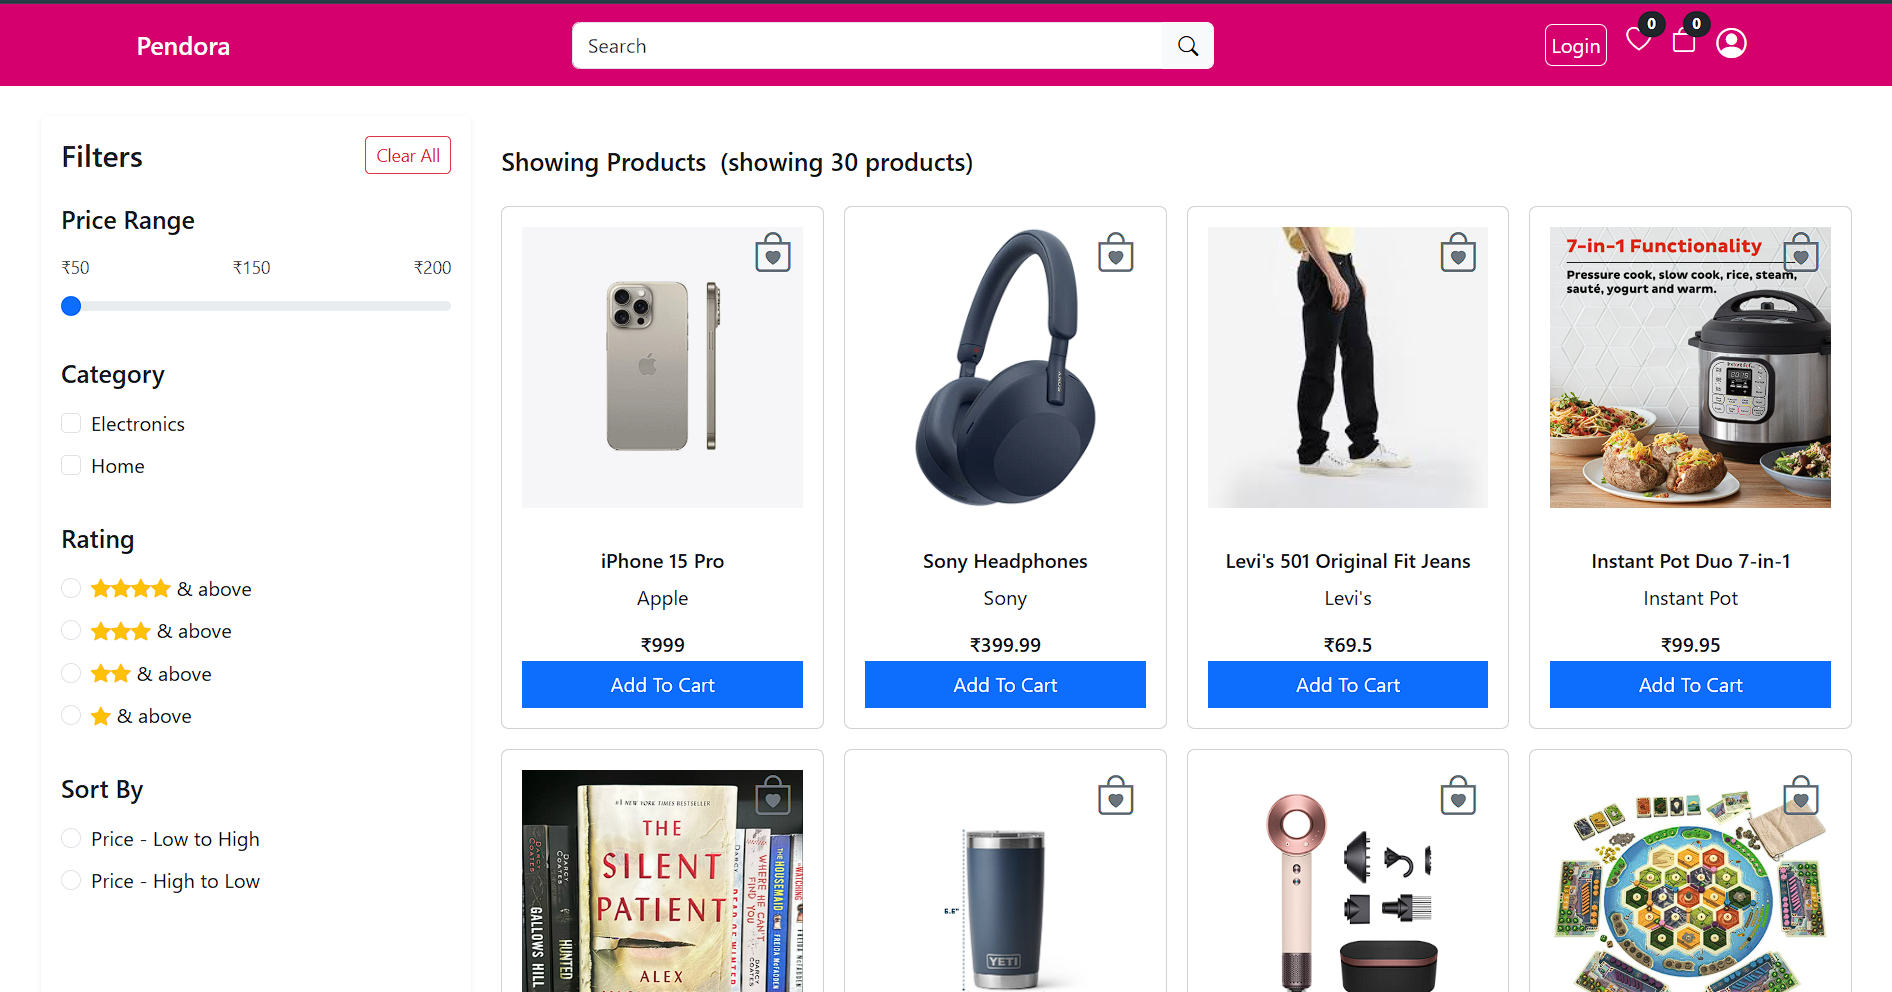 Pendora
Search
Login
0
0
Filters
Clear All
Price Range
₹50
₹150
₹200
Category
Electronics
Home
Rating
& above
& above
& above
& above
Sort By
Price - Low to High
Price - High to Low
Showing Products (showing 30 products)
iPhone 15 Pro
Apple
₹999
Add To Cart
SONY
Sony Headphones
Sony
₹399.99
Add To Cart
Levi's 501 Original Fit Jeans
Levi's
₹69.5
Add To Cart
7-in-1 Functionality
Pressure cook, slow cook, rice, steam,
sauté, yogurt and warm.
Instant Pot Duo 7-in-1
Instant Pot
₹99.95
Add To Cart
#1 NEW YORK TIMES BESTSELLER
THE
SILENT
PATIENT
ALEX
DARCY
COATES
GALLOWS HILL
DARCY
COATES
HUNTED
DARCY
COATES
WHERE HE CAN'T
FIND YOU
THE HOUSEMAID
FREIDA McFADDEN
WATCHING
6.6"
YETI